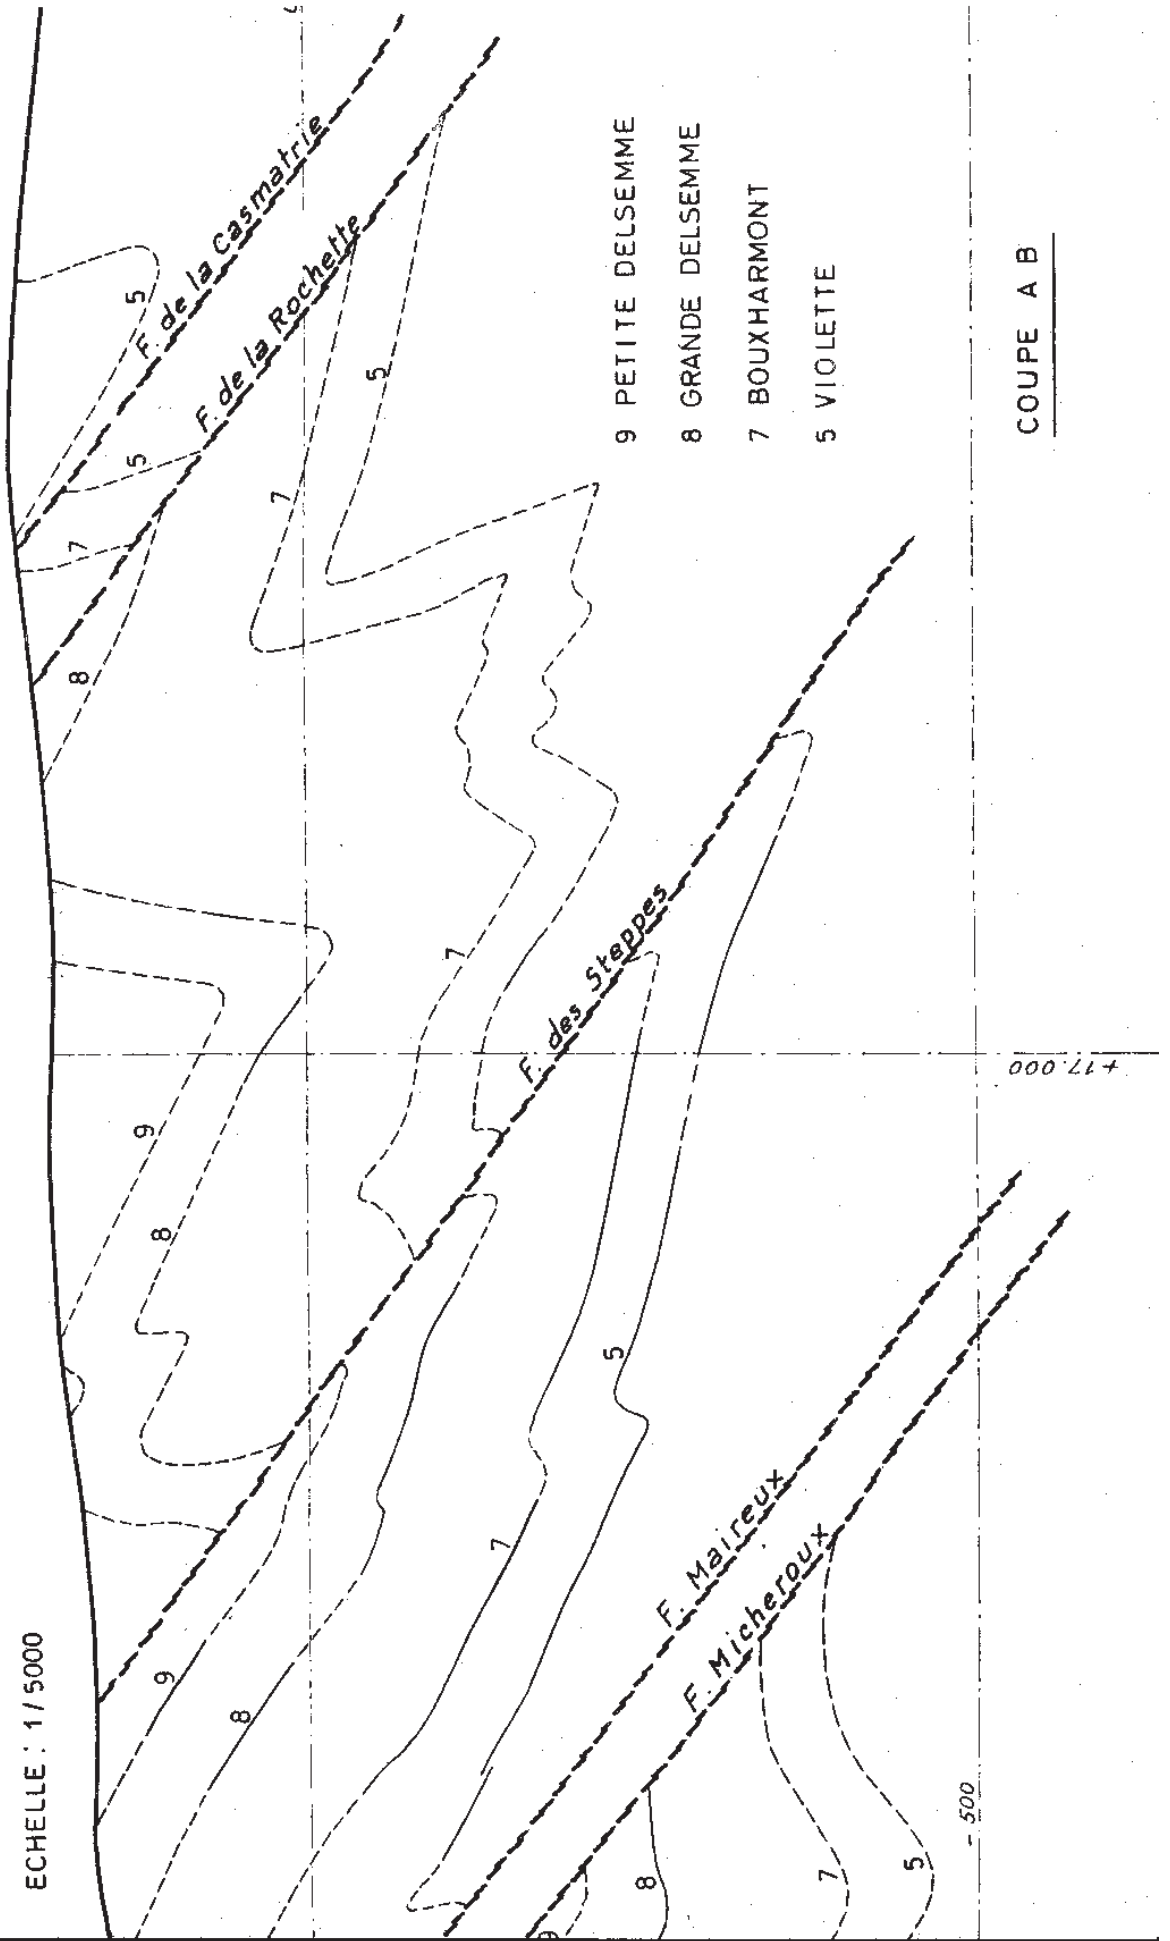 ECHELLE : 1/5000
F. de la Casmatrie
F. de la Rochette
F. des Steppes
F. Maireux
F. Micheroux
5
5
7
8
7
5
9
8
7
5
9
8
7
9
8
7
5
9 PETITE DELSEMME
8 GRANDE DELSEMME
7 BOUXHARMONT
5 VIOLETTE
COUPE A B
- 500
+17.000